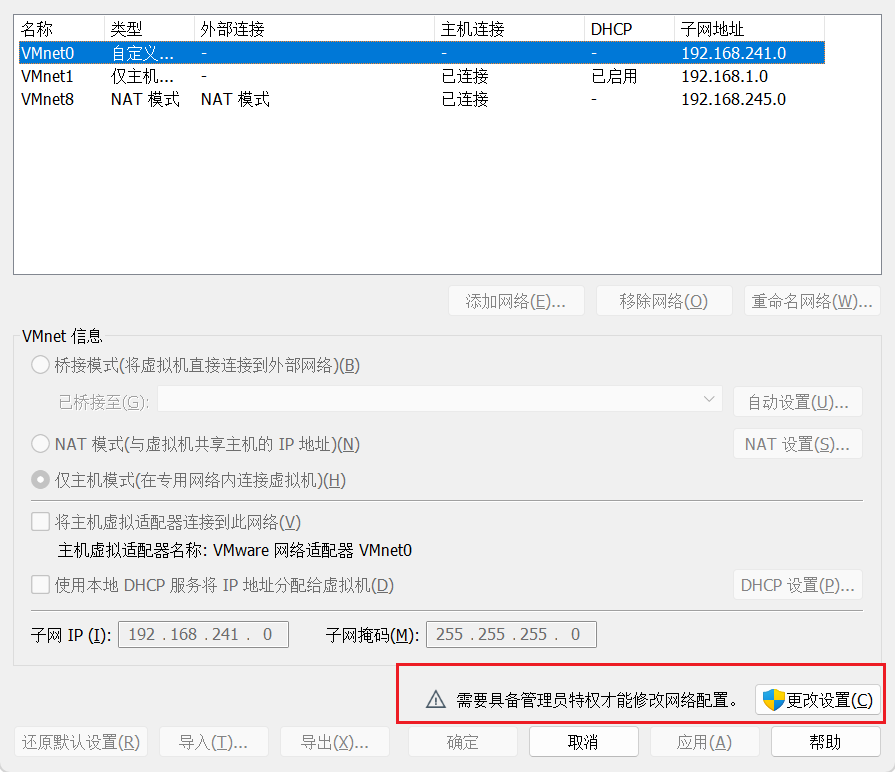 名称 类型 外部连接 主机连接 DHCP 子网地址
VMnet0 自定义... - - - 192.168.241.0
VMnet1 仅主机... - 已连接 已启用 192.168.1.0
VMnet8 NAT 模式 NAT 模式 已连接 - 192.168.245.0
添加网络(E)... 移除网络(O) 重命名网络(W)...
VMnet 信息
桥接模式(将虚拟机直接连接到外部网络)(B)
已桥接至(G): 自动设置(U)...
NAT 模式(与虚拟机共享主机的 IP 地址)(N) NAT 设置(S)...
仅主机模式(在专用网络内连接虚拟机)(H)
将主机虚拟适配器连接到此网络(V)
主机虚拟适配器名称: VMware 网络适配器 VMnet0
使用本地 DHCP 服务将 IP 地址分配给虚拟机(D) DHCP 设置(P)...
子网 IP (I): 192 . 168 . 241 . 0 子网掩码(M): 255 . 255 . 255 . 0
需要具备管理员特权才能修改网络配置。 更改设置(C)
还原默认设置(R) 导入(T)... 导出(X)... 确定 取消 应用(A) 帮助